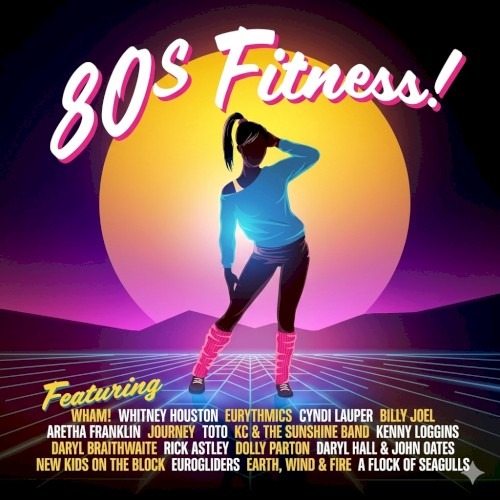 80s Fitness!
Featuring
WHAM! WHITNEY HOUSTON EURYTHMICS CYNDI LAUPER BILLY JOEL
ARETHA FRANKLIN JOURNEY TOTO KC & THE SUNSHINE BAND KENNY LOGGINS
DARYL BRAITHWAITE RICK ASTLEY DOLLY PARTON DARYL HALL & JOHN OATES
NEW KIDS ON THE BLOCK EUROGLIDERS EARTH, WIND & FIRE A FLOCK OF SEAGULLS